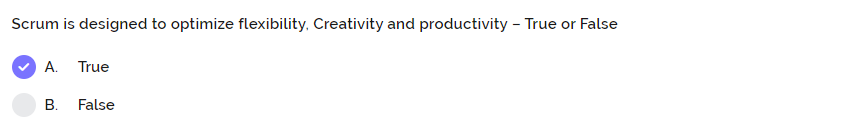 Scrum is designed to optimize flexibility, Creativity and productivity – True or False
A. True
B. False